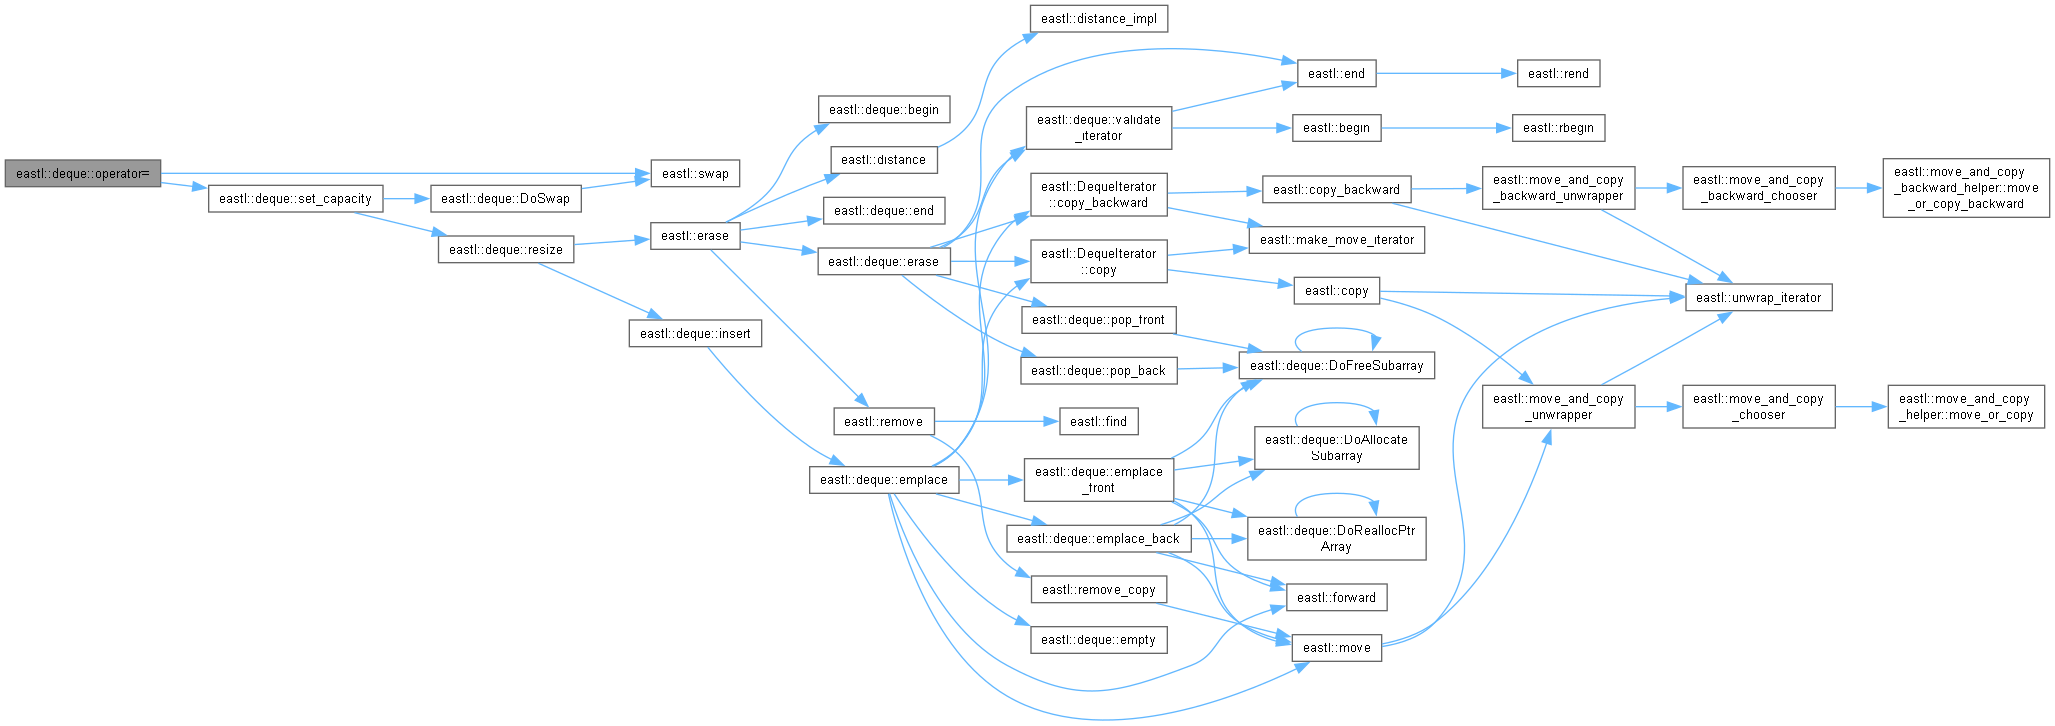 eastl::deque::operator=
eastl::deque::set_capacity
eastl::deque::DoSwap
eastl::deque::resize
eastl::swap
eastl::erase
eastl::deque::insert
eastl::deque::begin
eastl::distance
eastl::deque::end
eastl::deque::erase
eastl::remove
eastl::deque::emplace
eastl::distance_impl
eastl::deque::validate
_iterator
eastl::DequeIterator
::copy_backward
eastl::DequeIterator
::copy
eastl::deque::pop_front
eastl::deque::pop_back
eastl::find
eastl::deque::emplace
_front
eastl::deque::emplace_back
eastl::remove_copy
eastl::deque::empty
eastl::end
eastl::begin
eastl::copy_backward
eastl::make_move_iterator
eastl::copy
eastl::deque::DoFreeSubarray
eastl::deque::DoAllocate
Subarray
eastl::deque::DoReallocPtr
Array
eastl::forward
eastl::move
eastl::rend
eastl::rbegin
eastl::move_and_copy
_backward_unwrapper
eastl::move_and_copy
_unwrapper
eastl::move_and_copy
_backward_chooser
eastl::unwrap_iterator
eastl::move_and_copy
_chooser
eastl::move_and_copy
_backward_helper::move
_or_copy_backward
eastl::move_and_copy
_helper::move_or_copy